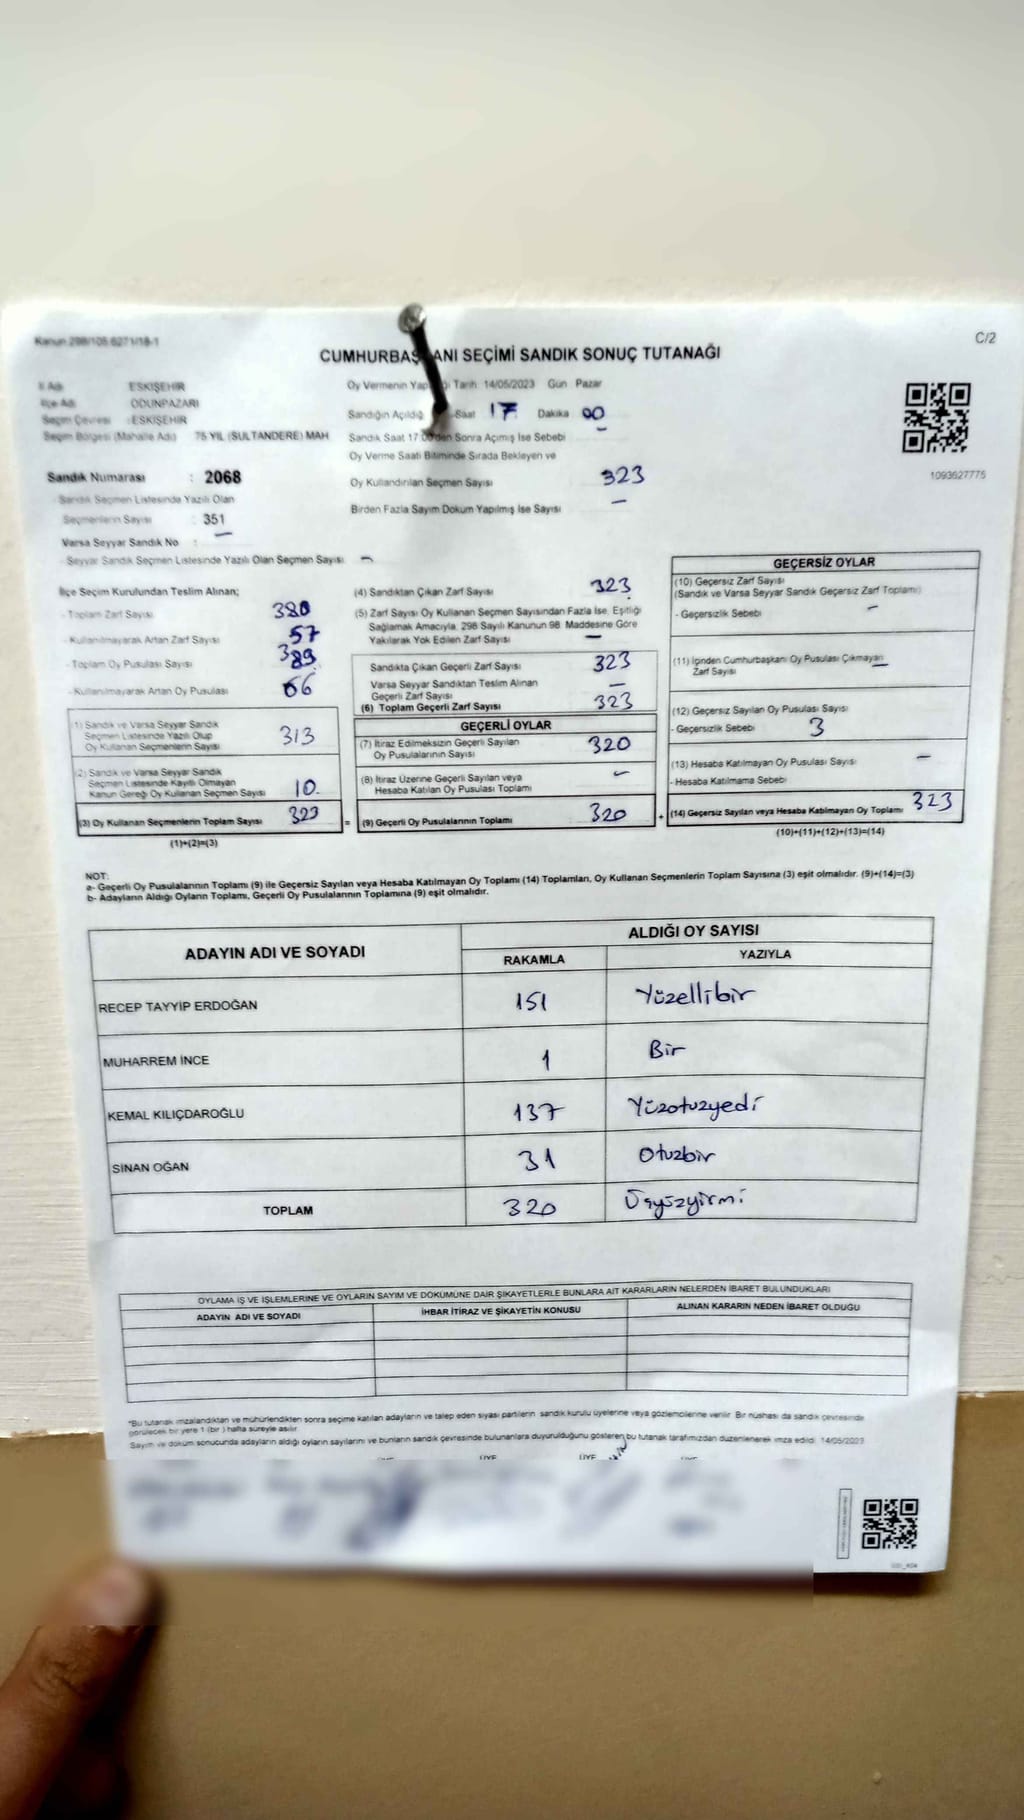 Kanun 298/105 6271/18-1
C/2
CUMHURBAŞKANI SEÇİMİ SANDIK SONUÇ TUTANAĞI
İl Adı ESKİŞEHİR
İlçe Adı ODUNPAZARI
Seçim Çevresi : ESKİŞEHİR
Seçim Bölgesi (Mahalle Adı) 75 YIL (SULTANDERE) MAH
Sandık Numarası : 2068
- Sandık Seçmen Listesinde Yazılı Olan
Seçmenlerin Sayısı : 351
Varsa Seyyar Sandık No : –
- Seyyar Sandık Seçmen Listesinde Yazılı Olan Seçmen Sayısı: –
Oy Vermenin Tarih: 14/05/2023 Gün Pazar
Sandığın Açıldığı Saat 17 Dakika 00
Sandık Saat 17:00'den Sonra Açılmış İse Sebebi –
Oy Verme Saati Bitiminde Sırada Bekleyen ve
Oy Kullandırılan Seçmen Sayısı 323
Birden Fazla Sayım Döküm Yapılmış İse Sayısı –
1093627775
İlçe Seçim Kurulundan Teslim Alınan;
- Toplam Zarf Sayısı 380
- Kullanılmayarak Artan Zarf Sayısı 57
- Toplam Oy Pusulası Sayısı 389
- Kullanılmayarak Artan Oy Pusulası 66
(1) Sandık ve Varsa Seyyar Sandık
Seçmen Listesinde Yazılı Olup
Oy Kullanan Seçmenlerin Sayısı 313
(2) Sandık ve Varsa Seyyar Sandık
Seçmen Listesinde Kayıtlı Olmayan
Kanun Gereği Oy Kullanan Seçmen Sayısı 10
(3) Oy Kullanan Seçmenlerin Toplam Sayısı 323
(1)+(2)=(3)
(4) Sandıktan Çıkan Zarf Sayısı 323
(5) Zarf Sayısı Oy Kullanan Seçmen Sayısından Fazla İse, Eşitliği
Sağlamak Amacıyla, 298 Sayılı Kanunun 98. Maddesine Göre
Yakılarak Yok Edilen Zarf Sayısı –
Sandıkta Çıkan Geçerli Zarf Sayısı 323
Varsa Seyyar Sandıktan Teslim Alınan
Geçerli Zarf Sayısı –
(6) Toplam Geçerli Zarf Sayısı 323
GEÇERLİ OYLAR
(7) İtiraz Edilmeksizin Geçerli Sayılan
Oy Pusulalarının Sayısı 320
(8) İtiraz Üzerine Geçerli Sayılan veya
Hesaba Katılan Oy Pusulası Toplamı –
= (9) Geçerli Oy Pusulalarının Toplamı 320
GEÇERSİZ OYLAR
(10) Geçersiz Zarf Sayısı
(Sandık ve Varsa Seyyar Sandık Geçersiz Zarf Toplamı)
- Geçersizlik Sebebi –
(11) İçinden Cumhurbaşkanı Oy Pusulası Çıkmayan
Zarf Sayısı –
(12) Geçersiz Sayılan Oy Pusulası Sayısı
- Geçersizlik Sebebi 3
(13) Hesaba Katılmayan Oy Pusulası Sayısı –
- Hesaba Katılmama Sebebi
+ (14) Geçersiz Sayılan veya Hesaba Katılmayan Oy Toplamı 323
(10)+(11)+(12)+(13)=(14)
NOT:
a- Geçerli Oy Pusulalarının Toplamı (9) ile Geçersiz Sayılan veya Hesaba Katılmayan Oy Toplamı (14) Toplamları, Oy Kullanan Seçmenlerin Toplam Sayısına (3) eşit olmalıdır. (9)+(14)=(3)
b- Adayların Aldığı Oyların Toplamı, Geçerli Oy Pusulalarının Toplamına (9) eşit olmalıdır.
ADAYIN ADI VE SOYADI
ALDIĞI OY SAYISI
RAKAMLA YAZIYLA
RECEP TAYYİP ERDOĞAN 151 Yüzellibir
MUHARREM İNCE 1 Bir
KEMAL KILIÇDAROĞLU 137 Yüzotuzyedi
SİNAN OĞAN 31 Otuzbir
TOPLAM 320 Üçyüzyirmi
OYLAMA İŞ VE İŞLEMLERİNE VE OYLARIN SAYIM VE DÖKÜMÜNE DAİR ŞİKAYETLERLE BUNLARA AİT KARARLARIN NELERDEN İBARET BULUNDUKLARI
ADAYIN ADI VE SOYADI İHBAR İTİRAZ VE ŞİKAYETİN KONUSU ALINAN KARARIN NEDEN İBARET OLDUĞU
*Bu tutanak imzalandıktan ve mühürlendikten sonra seçime katılan adayların ve talep eden siyasi partilerin sandık kurulu üyelerine veya gözlemcilerine verilir. Bir nüshası da sandık çevresinde
görülecek bir yere 1 (bir) hafta süreyle asılır.
Sayım ve döküm sonucunda adayların aldığı oyların sayılarını ve bunların sandık çevresinde bulunanlara duyurulduğunu gösteren bu tutanak tarafımızdan düzenlenerek imza edildi. 14/05/2023
ÜYE ÜYE